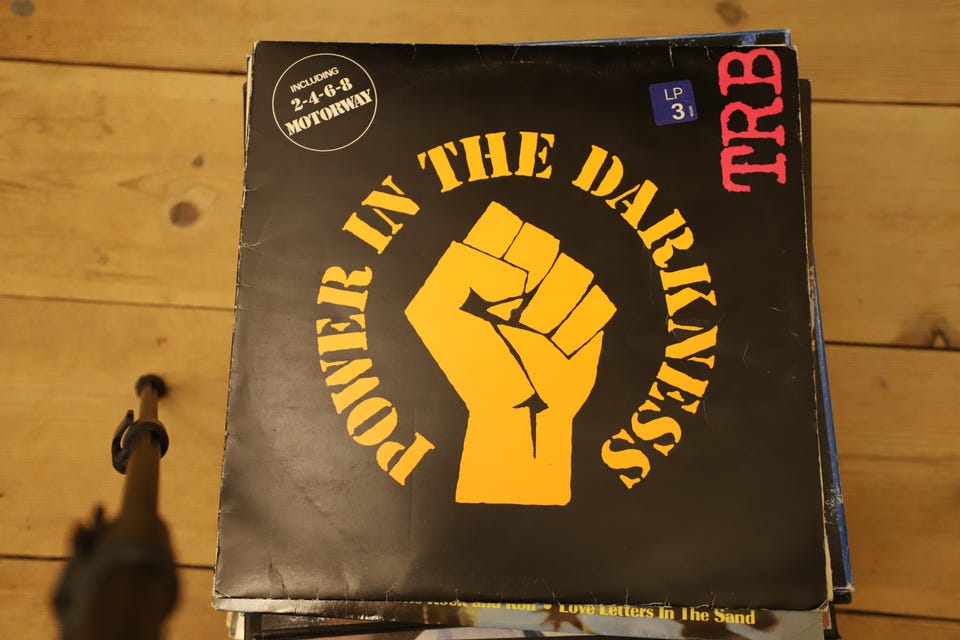 INCLUDING
2-4-6-8
MOTORWAY
LP
3
TRB
POWER IN THE DARKNESS
Rock and Roll • Love Letters In The Sand